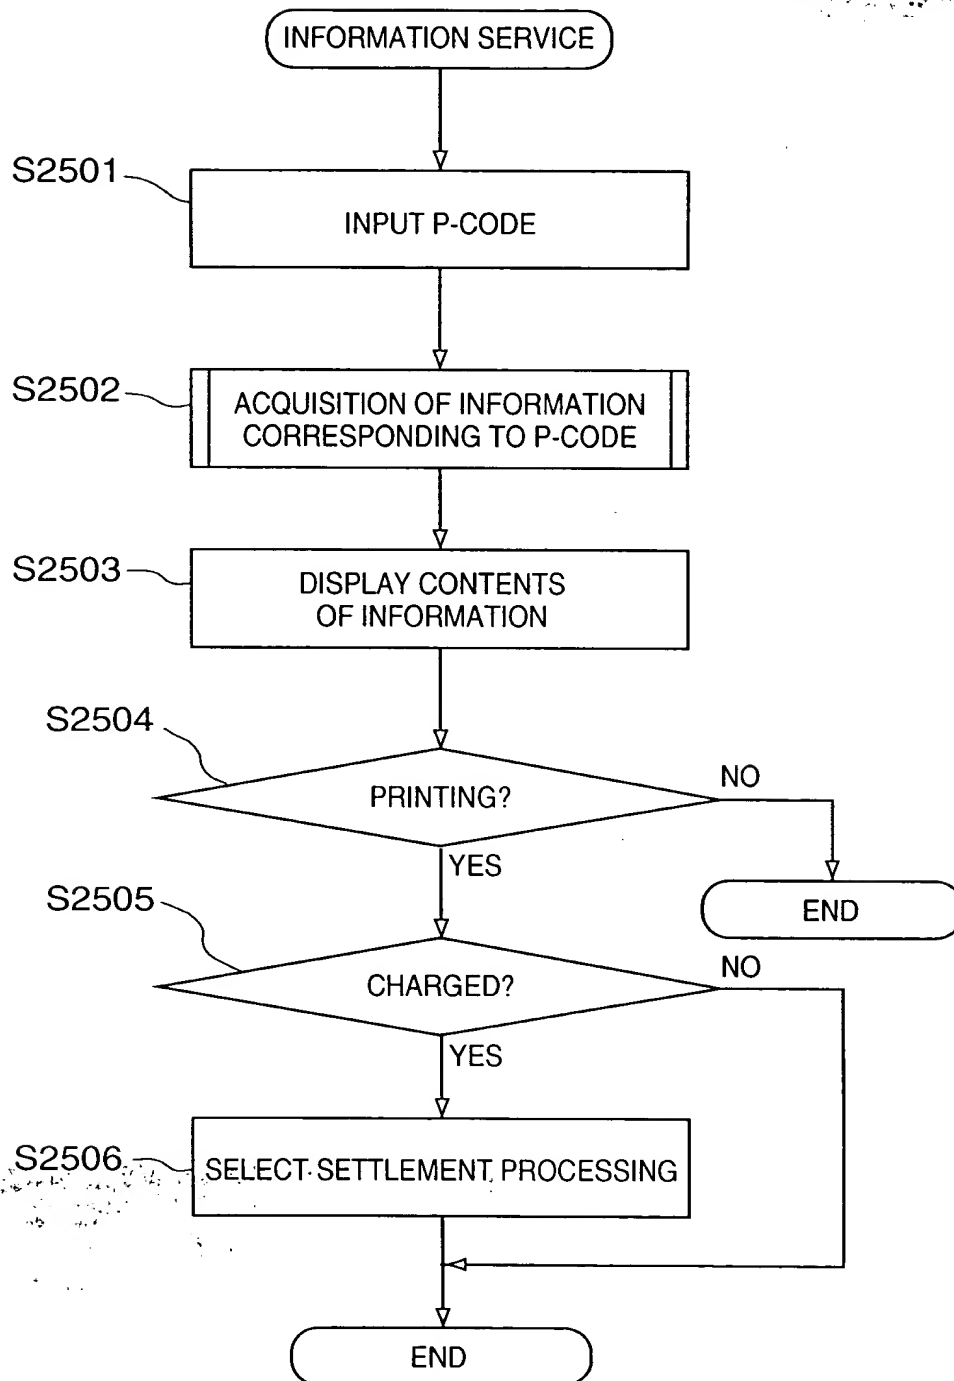 INFORMATION SERVICE
S2501
INPUT P-CODE
S2502
ACQUISITION OF INFORMATION
CORRESPONDING TO P-CODE
S2503
DISPLAY CONTENTS
OF INFORMATION
S2504
PRINTING?
NO
YES
END
S2505
CHARGED?
NO
YES
S2506
SELECT SETTLEMENT PROCESSING
END